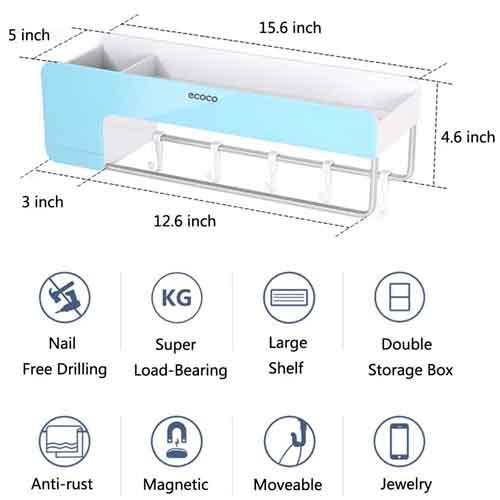 15.6 inch
5 inch
ecoco
4.6 inch
3 inch
12.6 inch
KG
Nail
Free Drilling
Super
Load-Bearing
Large
Shelf
Double
Storage Box
Anti-rust
Magnetic
Moveable
Jewelry